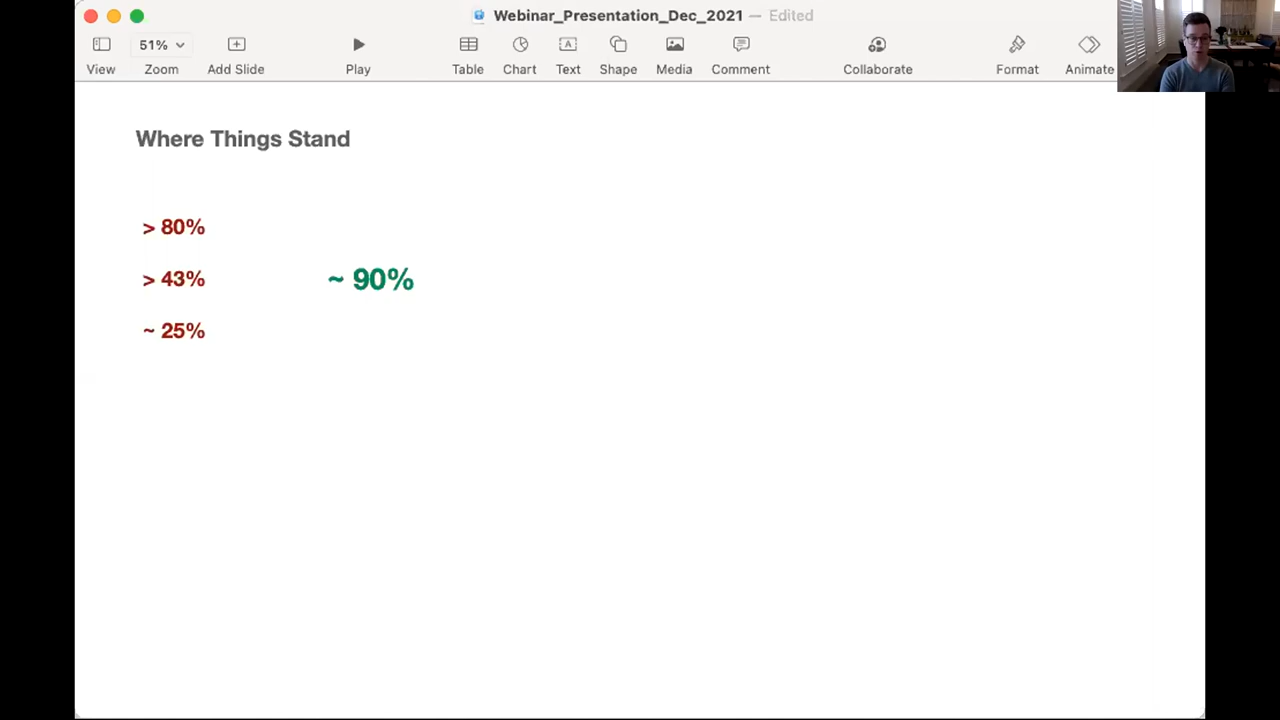 Webinar_Presentation_Dec_2021 — Edited
51%
View Zoom Add Slide Play Table Chart Text Shape Media Comment Collaborate Format Animate
Where Things Stand
> 80%
> 43%
~ 90%
~ 25%